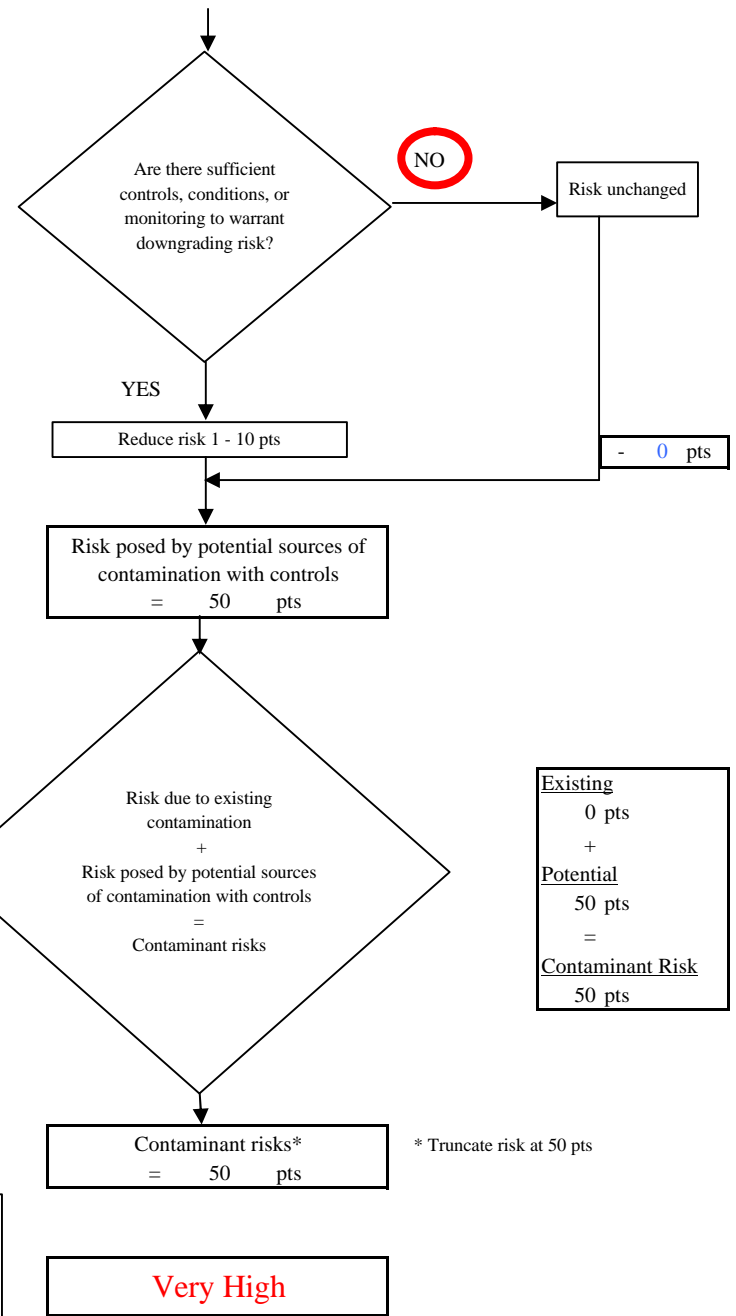 Are there sufficient
controls, conditions, or
monitoring to warrant
downgrading risk?
NO
Risk unchanged
YES
Reduce risk 1 - 10 pts
- 0 pts
Risk posed by potential sources of
contamination with controls
= 50 pts
Risk due to existing
contamination
+
Risk posed by potential sources
of contamination with controls
=
Contaminant risks
Existing
0 pts
+
Potential
50 pts
=
Contaminant Risk
50 pts
Contaminant risks*
= 50 pts
* Truncate risk at 50 pts
Very High